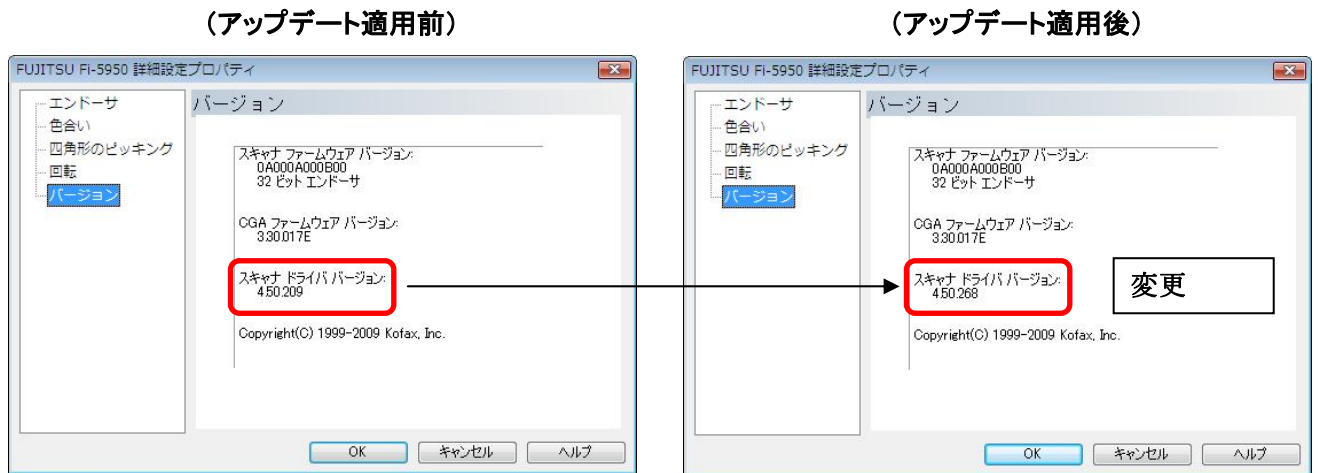 (アップデート適用前)
FUJITSU Fi-5950 詳細設定プロパティ
エンドーサ
色合い
四角形のピッキング
回転
バージョン
バージョン
スキャナ ファームウェア バージョン:
0A000A000B00
32 ビット エンドーサ
CGA ファームウェア バージョン:
3.30.017E
スキャナ ドライバ バージョン:
4.50.209
Copyright(C) 1999-2009 Kofax, Inc.
OK キャンセル ヘルプ
(アップデート適用後)
FUJITSU Fi-5950 詳細設定プロパティ
エンドーサ
色合い
四角形のピッキング
回転
バージョン
バージョン
スキャナ ファームウェア バージョン:
0A000A000B00
32 ビット エンドーサ
CGA ファームウェア バージョン:
3.30.017E
スキャナ ドライバ バージョン:
4.50.268
変更
Copyright(C) 1999-2009 Kofax, Inc.
OK キャンセル ヘルプ